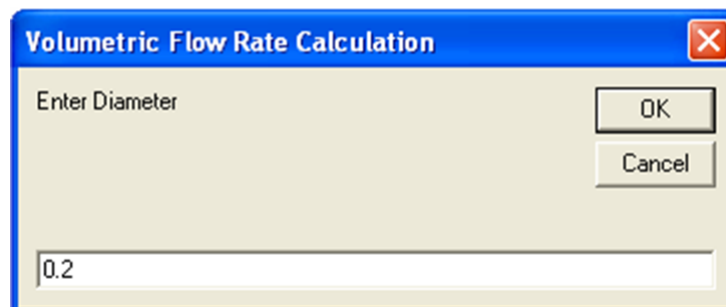 Volumetric Flow Rate Calculation
Enter Diameter
OK
Cancel
0.2